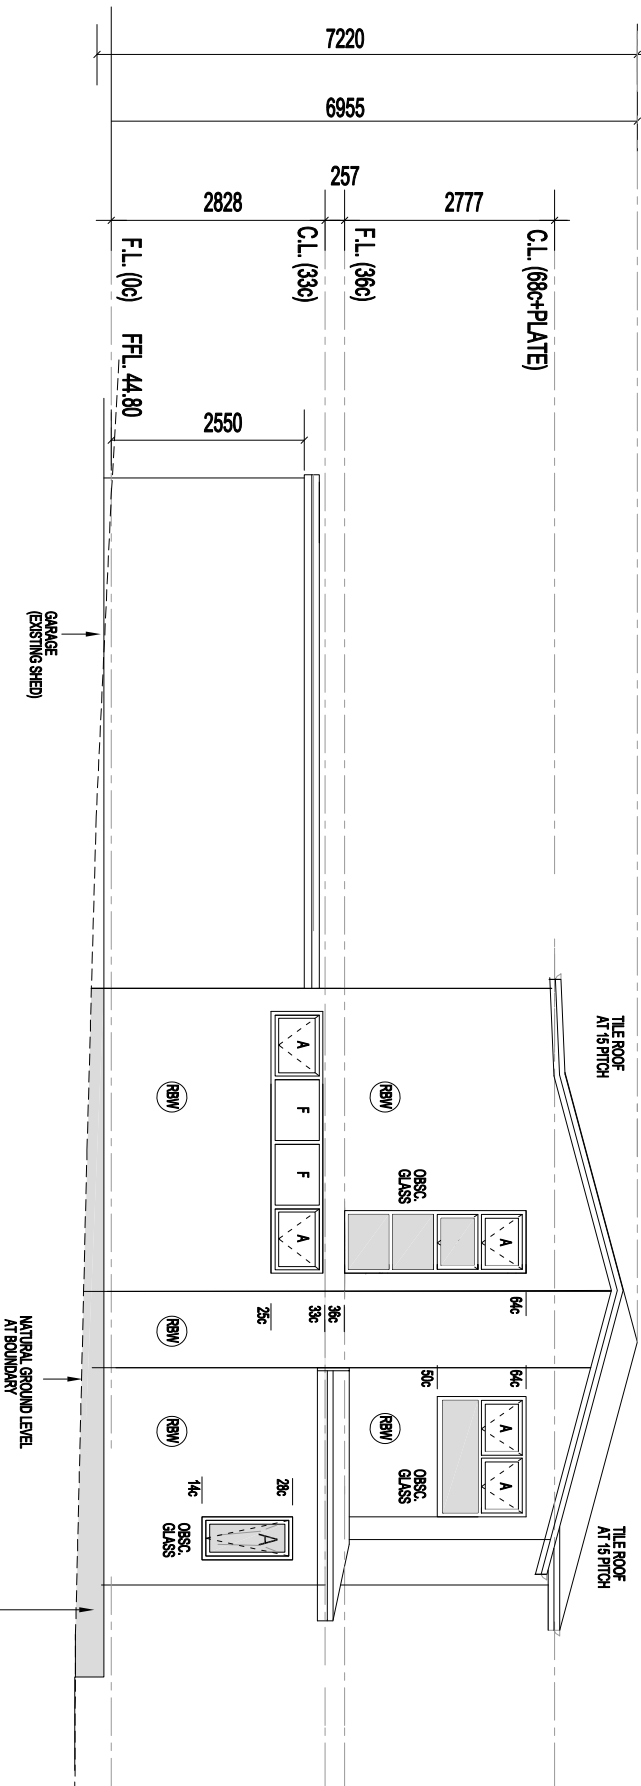 7220
6955
257
2828
2777
F.L. (0c)
C.L. (33c)
F.L. (36c)
C.L. (68c+PLATE)
FFL. 44.80
2550
GARAGE
(EXISTING SHED)
TILE ROOF
AT 15 PITCH
A
F
F
A
RBW
RBW
OBSC.
GLASS
A
64c
36c
33c
25c
RBW
NATURAL GROUND LEVEL
AT BOUNDARY
64c
50c
A
A
RBW
OBSC.
GLASS
RBW
28c
14c
A
OBSC.
GLASS
TILE ROOF
AT 15 PITCH